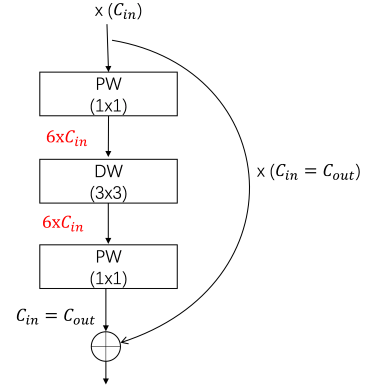 x (C_in)
PW
(1x1)
6xC_in
DW
(3x3)
x (C_in = C_out)
6xC_in
PW
(1x1)
C_in = C_out